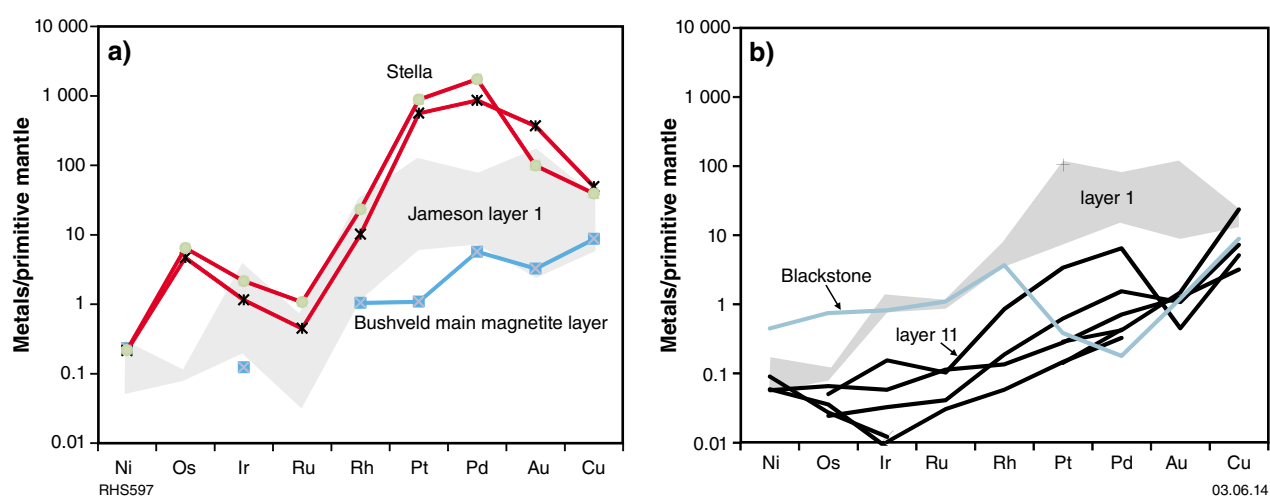 a)
10 000
1 000
100
10
1
0.1
0.01
Metals/primitive mantle
Stella
Jameson layer 1
Bushveld main magnetite layer
Ni Os Ir Ru Rh Pt Pd Au Cu
RHS597
b)
10 000
1 000
100
10
1
0.1
0.01
Metals/primitive mantle
layer 1
Blackstone
layer 11
Ni Os Ir Ru Rh Pt Pd Au Cu
03.06.14